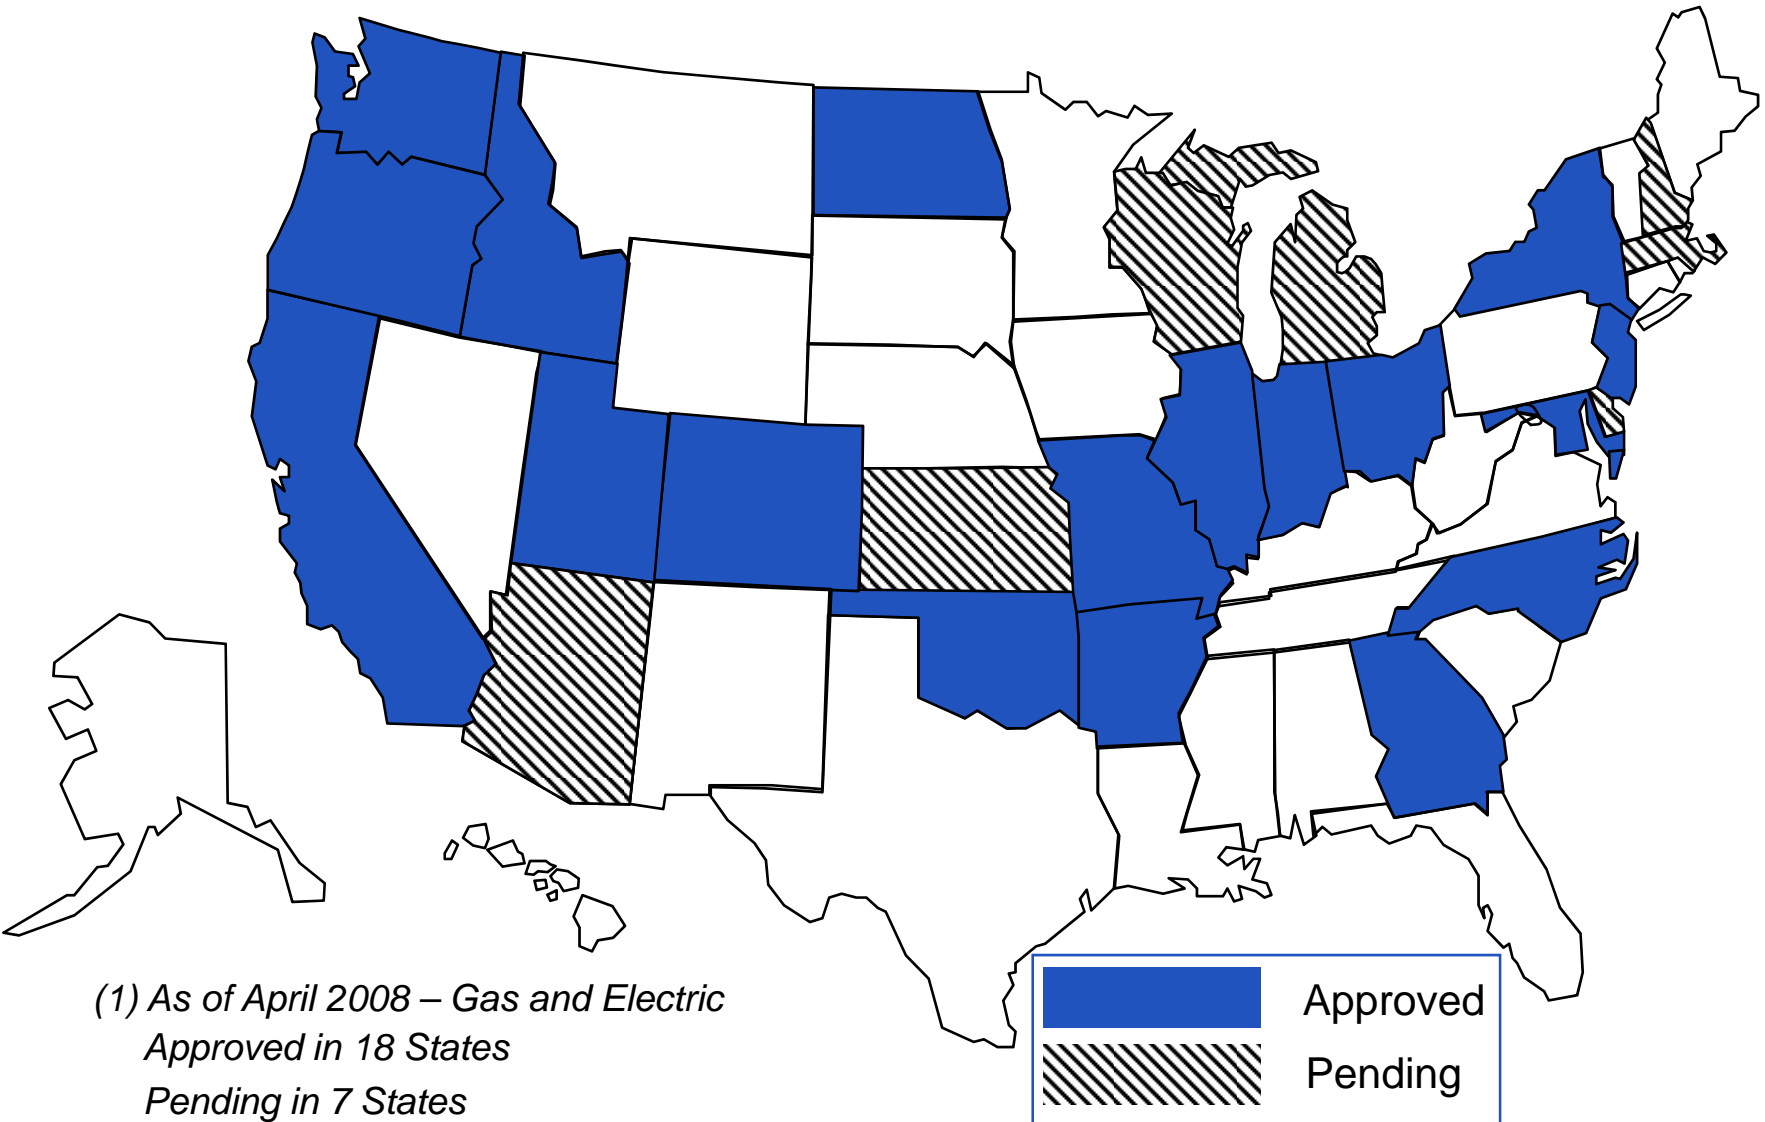 (1) As of April 2008 – Gas and Electric
Approved in 18 States
Pending in 7 States
Approved
Pending